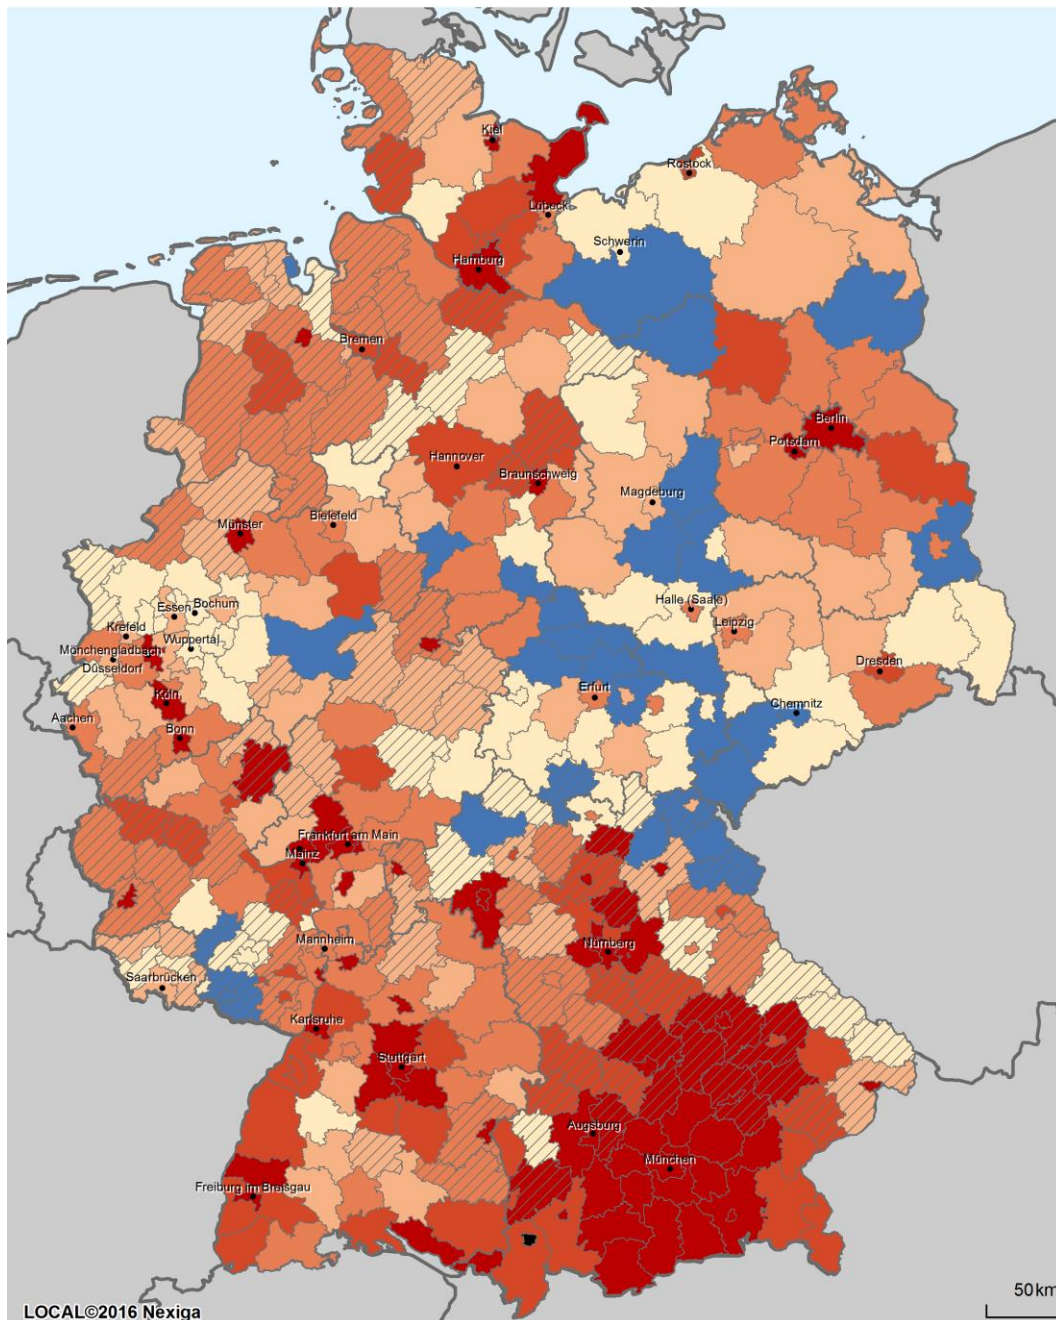 Kiel
Rostock
Lübeck
Schwerin
Hamburg
Bremen
Berlin
Potsdam
Hannover
Braunschweig
Magdeburg
Bielefeld
Münster
Essen
Bochum
Halle (Saale)
Krefeld
Leipzig
Wuppertal
Mönchengladbach
Düsseldorf
Dresden
Köln
Erfurt
Chemnitz
Aachen
Bonn
Frankfurt am Main
Mainz
Mannheim
Nürnberg
Saarbrücken
Karlsruhe
Stuttgart
Augsburg
München
Freiburg im Breisgau
50 km
LOCAL©2016 Nexiga